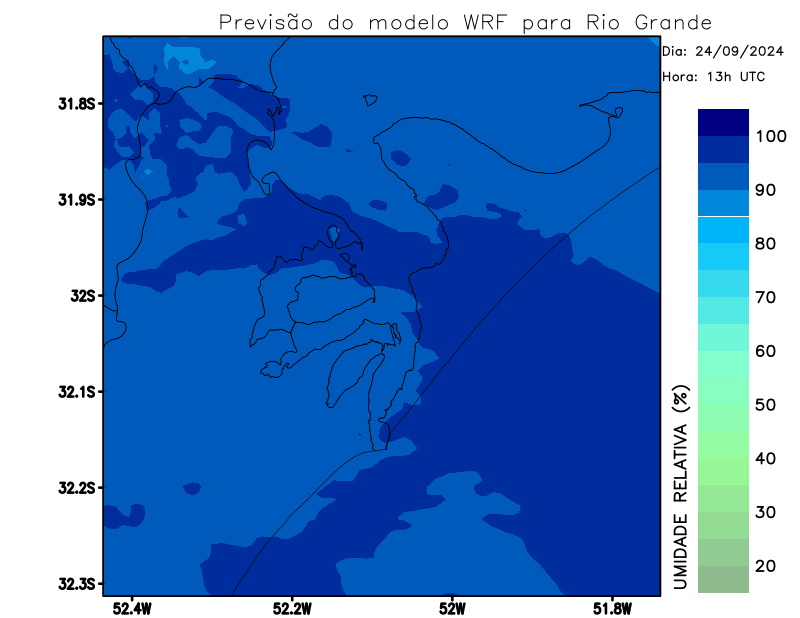 Previsão do modelo WRF para Rio Grande
Dia: 24/09/2024
Hora: 13h UTC
31.8S
31.9S
32S
32.1S
32.2S
32.3S
52.4W
52.2W
52W
51.8W
100
90
80
70
60
50
40
30
20
UMIDADE RELATIVA (%)